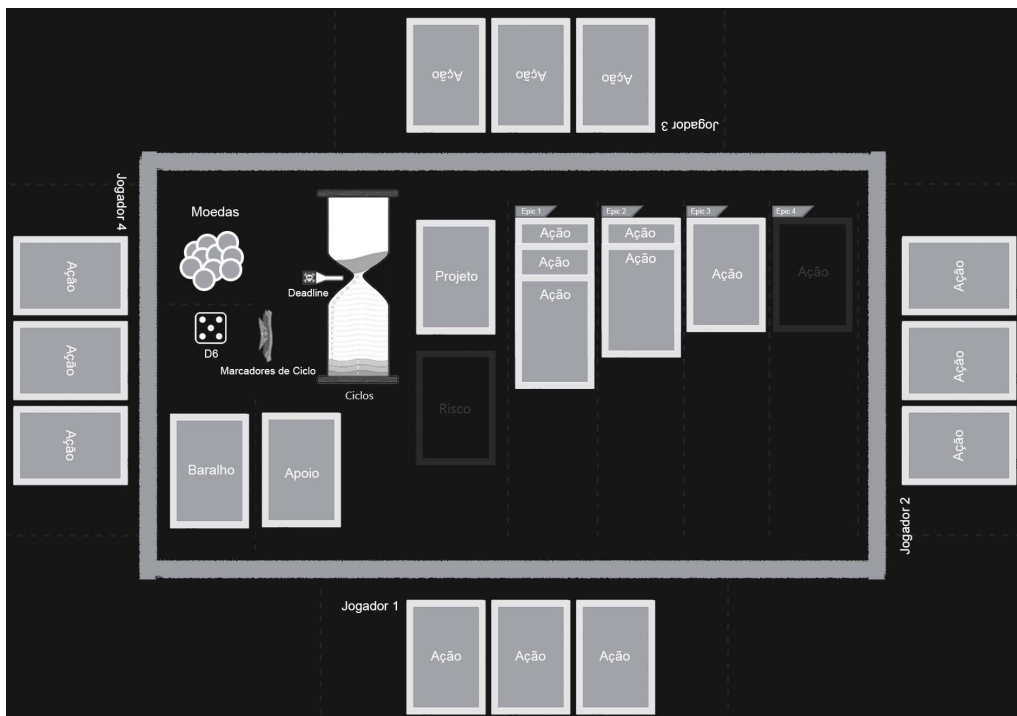 Ação
Ação
Ação
Jogador 3
Jogador 4
Ação
Ação
Ação
Moedas
Deadline
D6
Marcadores de Ciclo
Ciclos
Baralho
Apoio
Projeto
Risco
Epic 1
Ação
Ação
Ação
Epic 2
Ação
Ação
Epic 3
Ação
Epic 4
Ação
Ação
Ação
Ação
Jogador 2
Jogador 1
Ação
Ação
Ação